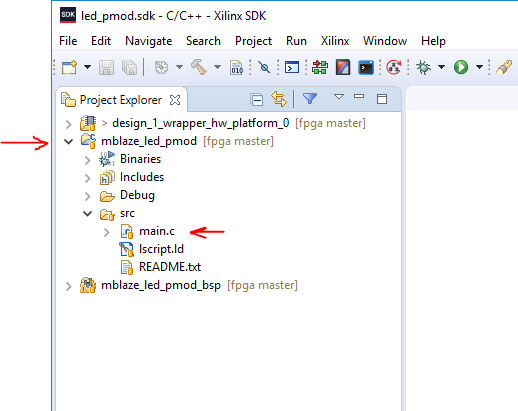 SDK led_pmod.sdk - C/C++ - Xilinx SDK
File Edit Navigate Search Project Run Xilinx Window Help
010
Project Explorer
> design_1_wrapper_hw_platform_0 [fpga master]
mblaze_led_pmod [fpga master]
Binaries
Includes
Debug
src
main.c
lscript.ld
README.txt
mblaze_led_pmod_bsp [fpga master]